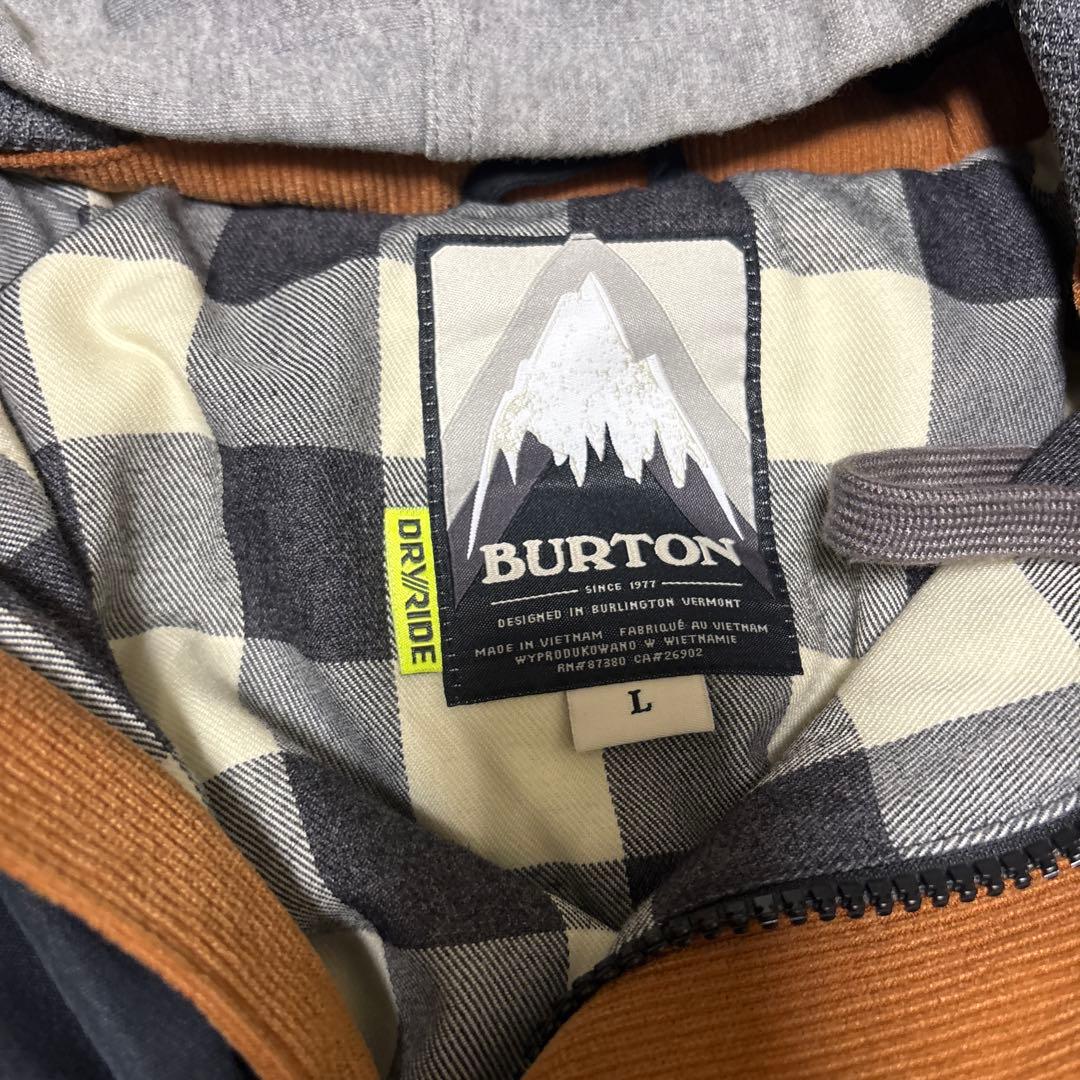 BURTON
SINCE 1977
DESIGNED IN BURLINGTON VERMONT
MADE IN VIETNAM FABRIQUÉ AU VIETNAM
WYPRODUKOWANO W WIETNAMIE
RN#87380 CA#26902
L
DRY//RIDE